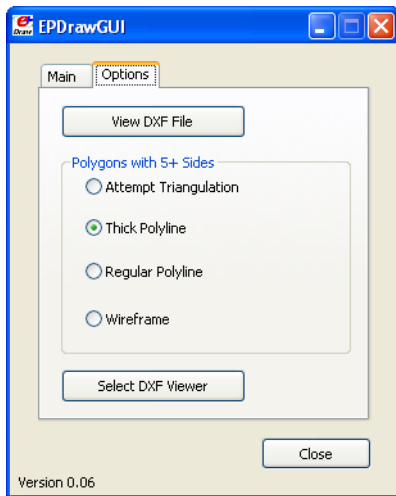 EPDrawGUI
Main Options
View DXF File
Polygons with 5+ Sides
Attempt Triangulation
Thick Polyline
Regular Polyline
Wireframe
Select DXF Viewer
Close
Version 0.06